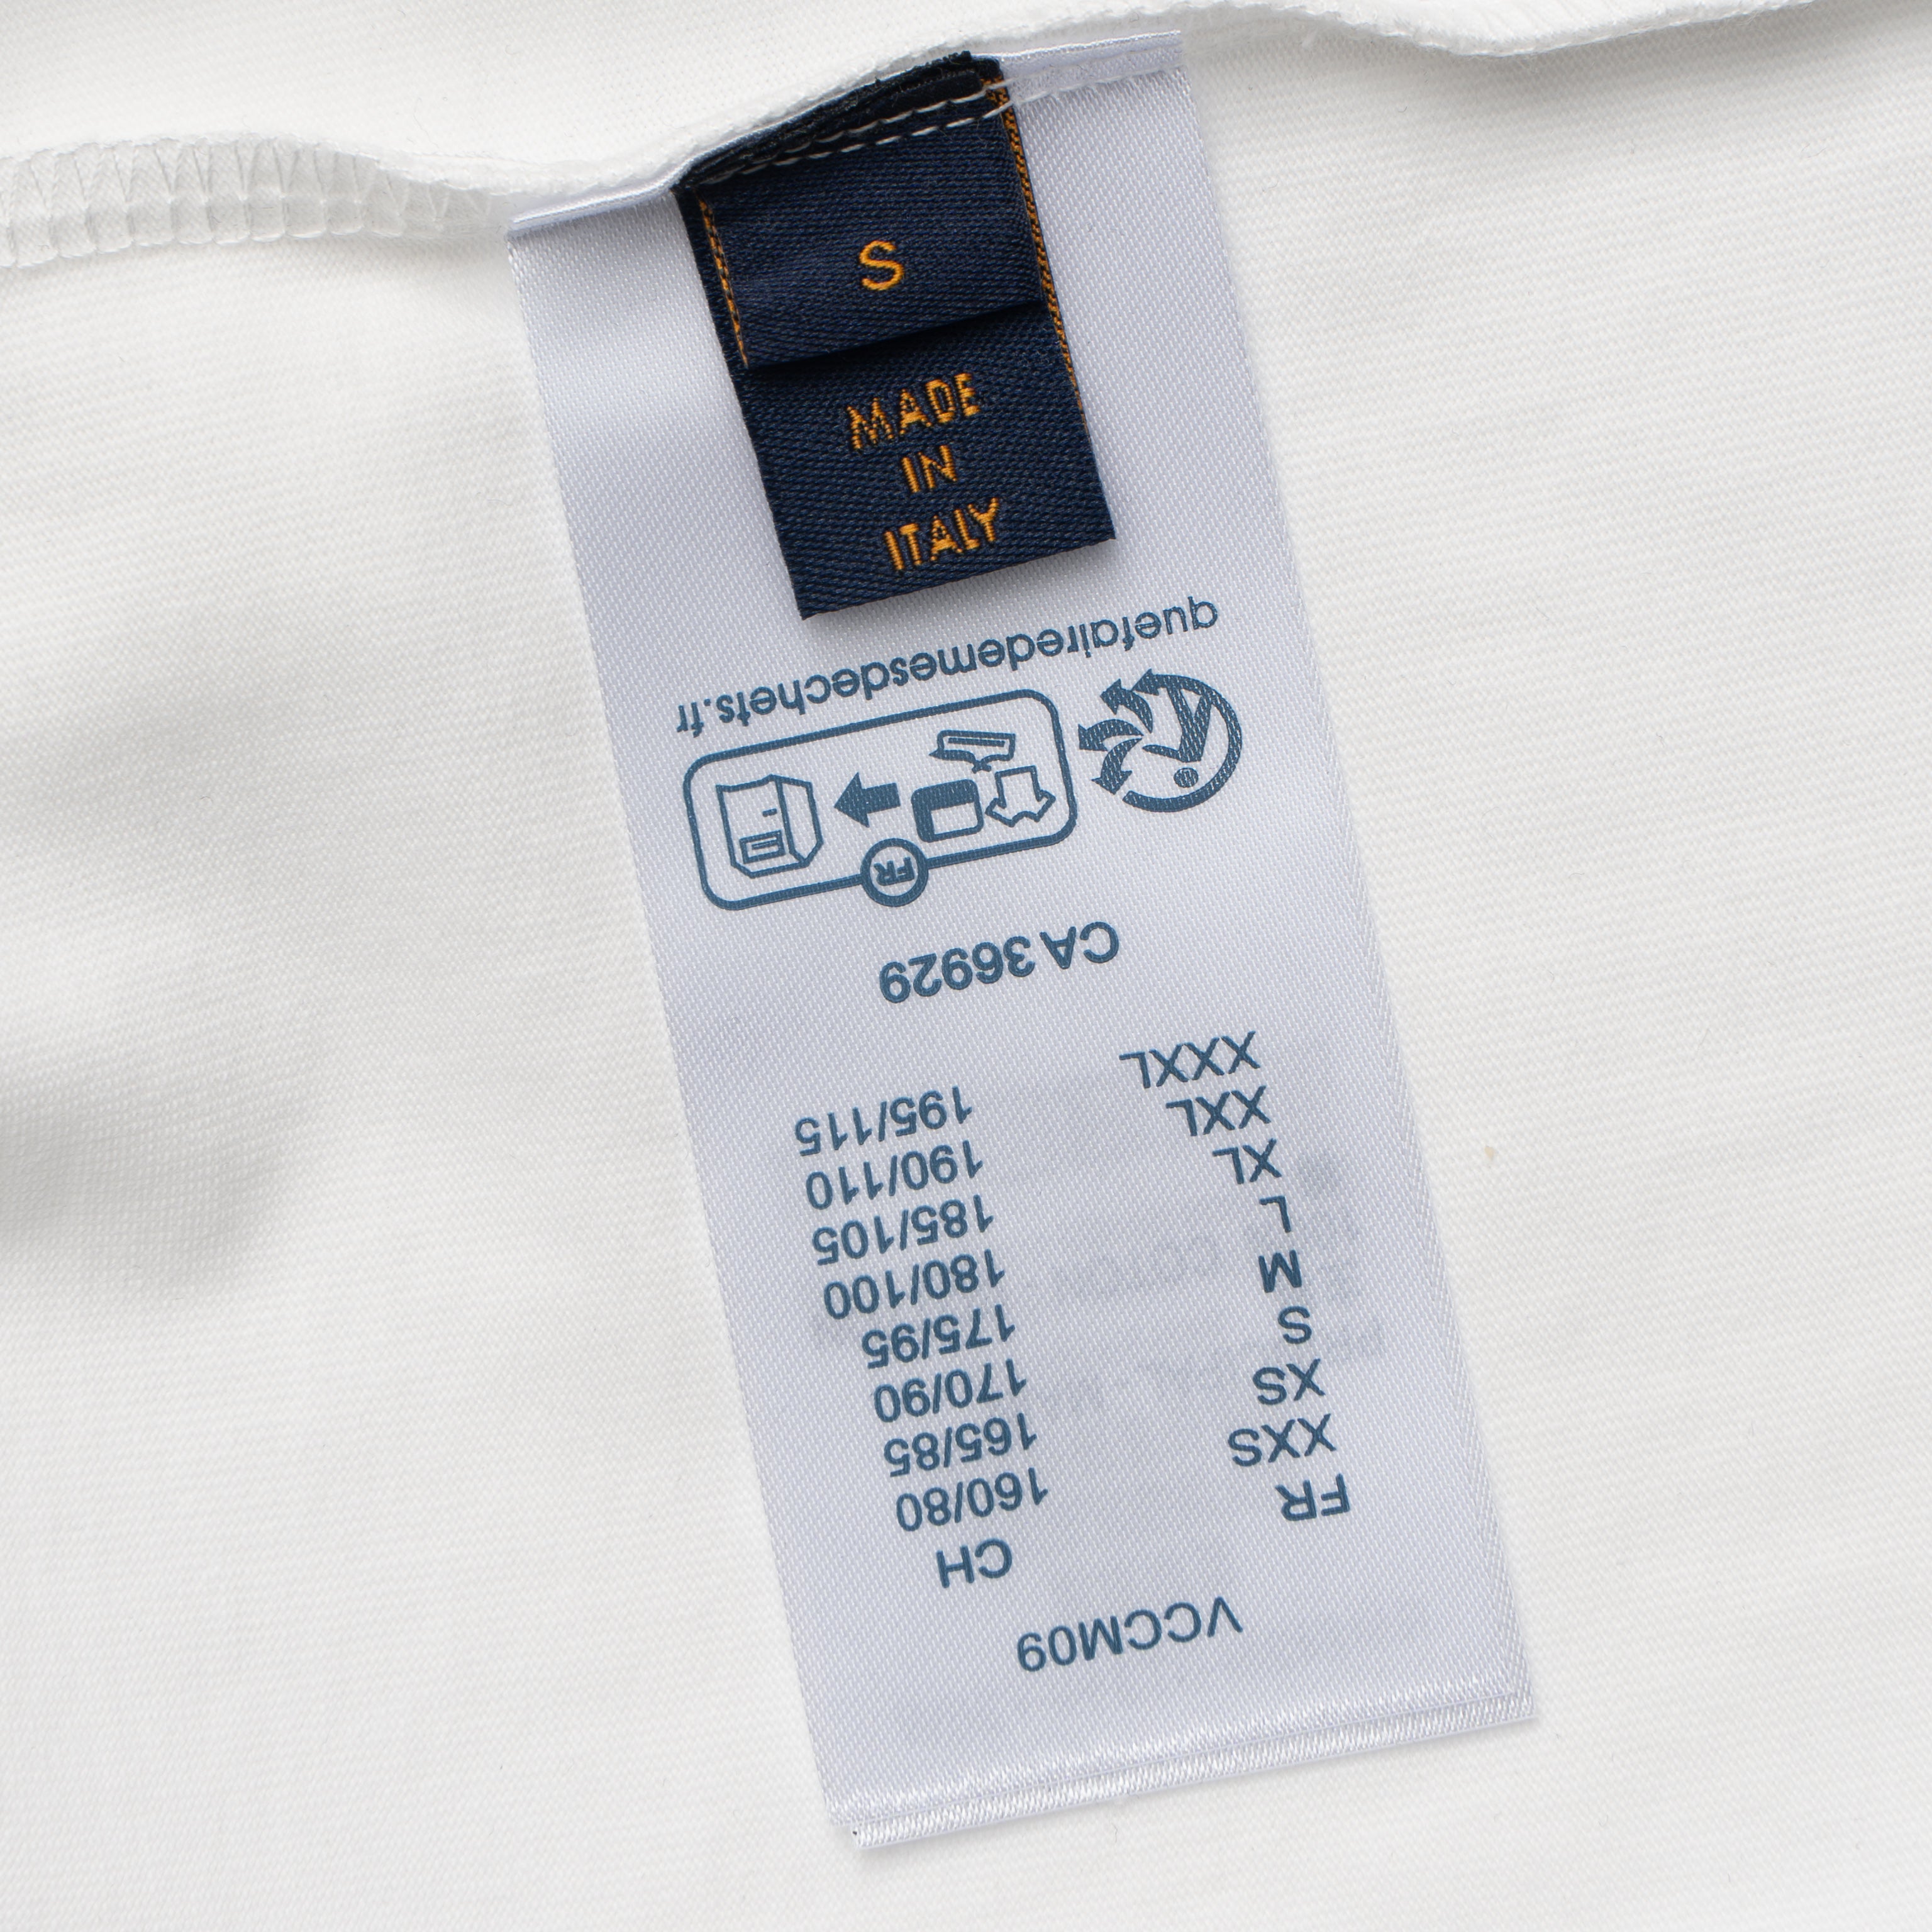 S
MADE
IN
ITALY
VCCM09
FR CH
XXS 160/80
XS 165/85
S 170/90
M 175/95
L 180/100
XL 185/105
XXL 190/110
XXXL 195/115
CA 36929
FR
quefairedemesdechets.fr